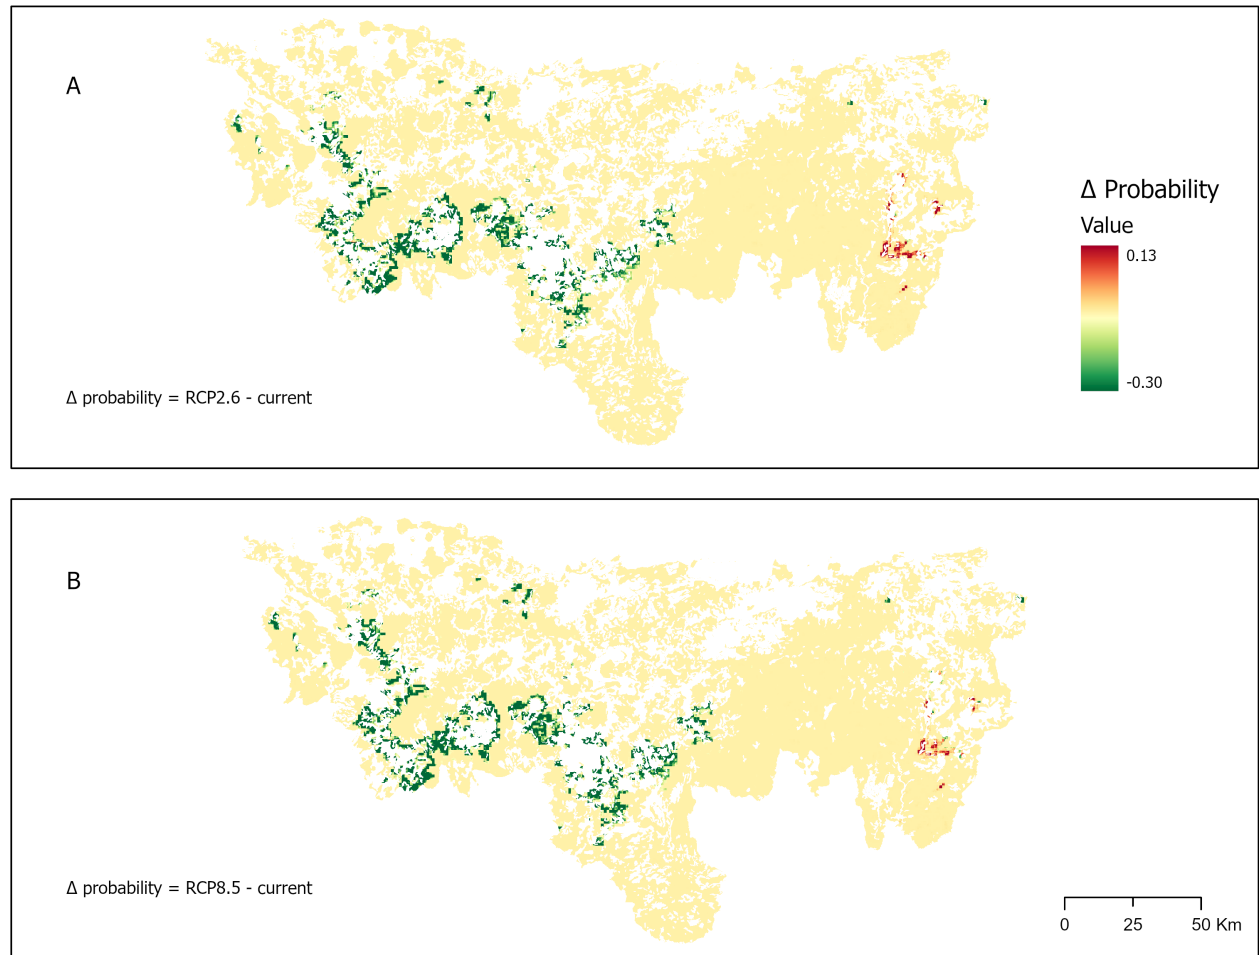 A
Δ Probability
Value
0.13
-0.30
Δ probability = RCP2.6 - current
B
Δ probability = RCP8.5 - current
0 25 50 Km